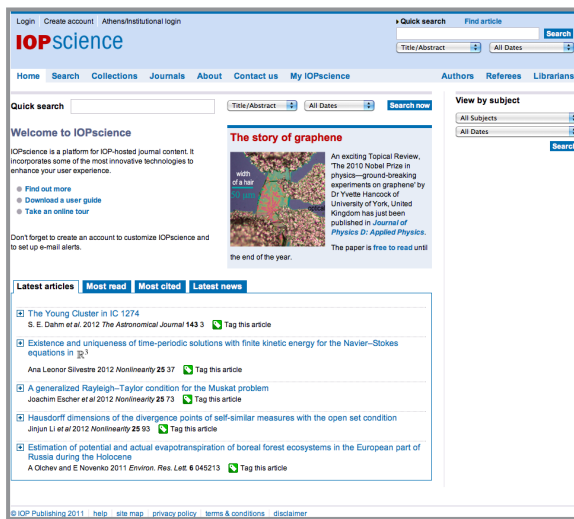 Login Create account Athens/Institutional login
Quick search Find article
Search
IOPscience
Title/Abstract All Dates
Home Search Collections Journals About Contact us My IOPscience Authors Referees Librarians
Quick search Title/Abstract All Dates Search now
View by subject
All Subjects
All Dates
Search
Welcome to IOPscience
IOPscience is a platform for IOP-hosted journal content. It
incorporates some of the most innovative technologies to
enhance your user experience.
Find out more
Download a user guide
Take an online tour
Don't forget to create an account to customize IOPscience and
to set up e-mail alerts.
The story of graphene
width
of a hair
50 µm
An exciting Topical Review,
'The 2010 Nobel Prize in
physics—ground-breaking
experiments on graphene' by
Dr Yvette Hancock of
University of York, United
Kingdom has just been
published in Journal of
Physics D: Applied Physics.
The paper is free to read until
the end of the year.
Latest articles Most read Most cited Latest news
The Young Cluster in IC 1274
S. E. Dahm et al. 2012 The Astronomical Journal 143 3 Tag this article
Existence and uniqueness of time-periodic solutions with finite kinetic energy for the Navier–Stokes
equations in ℝ³
Ana Leonor Silvestre 2012 Nonlinearity 25 37 Tag this article
A generalized Rayleigh–Taylor condition for the Muskat problem
Joachim Escher et al 2012 Nonlinearity 25 73 Tag this article
Hausdorff dimensions of the divergence points of self-similar measures with the open set condition
Jinjun Li et al 2012 Nonlinearity 25 93 Tag this article
Estimation of potential and actual evapotranspiration of boreal forest ecosystems in the European part of
Russia during the Holocene
A Olchev and E Novenko 2011 Environ. Res. Lett. 6 045213 Tag this article
© IOP Publishing 2011 help site map privacy policy terms & conditions disclaimer